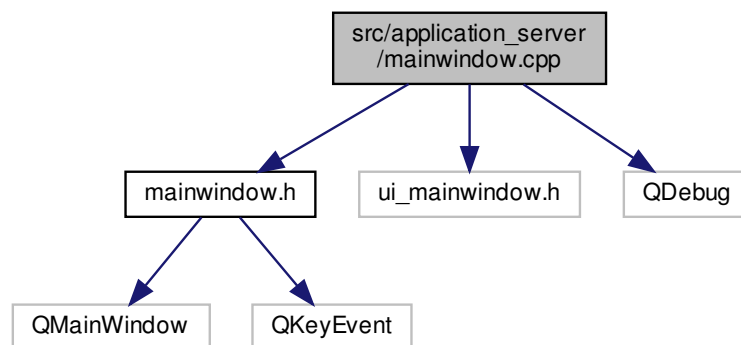 src/application_server
/mainwindow.cpp
mainwindow.h
ui_mainwindow.h
QDebug
QMainWindow
QKeyEvent